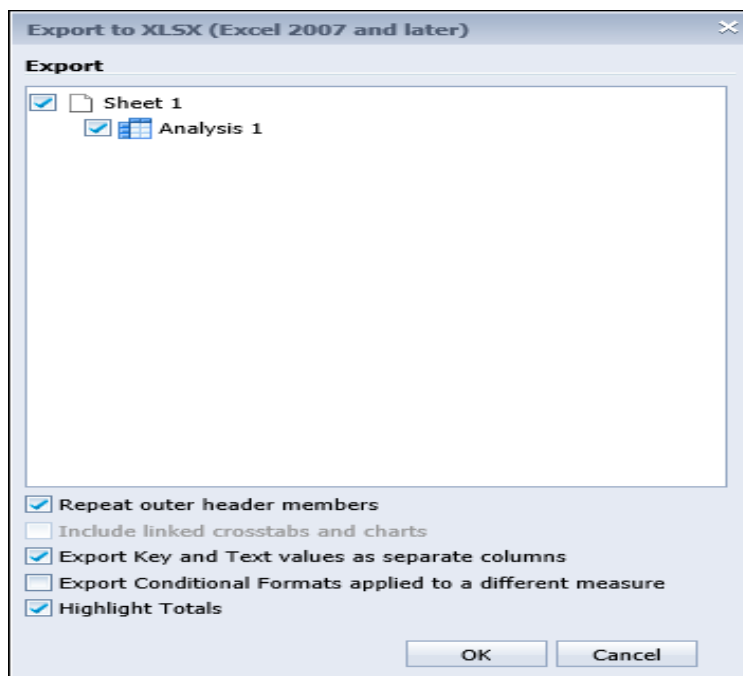 Export to XLSX (Excel 2007 and later)
Export
Sheet 1
Analysis 1
Repeat outer header members
Include linked crosstabs and charts
Export Key and Text values as separate columns
Export Conditional Formats applied to a different measure
Highlight Totals
OK Cancel